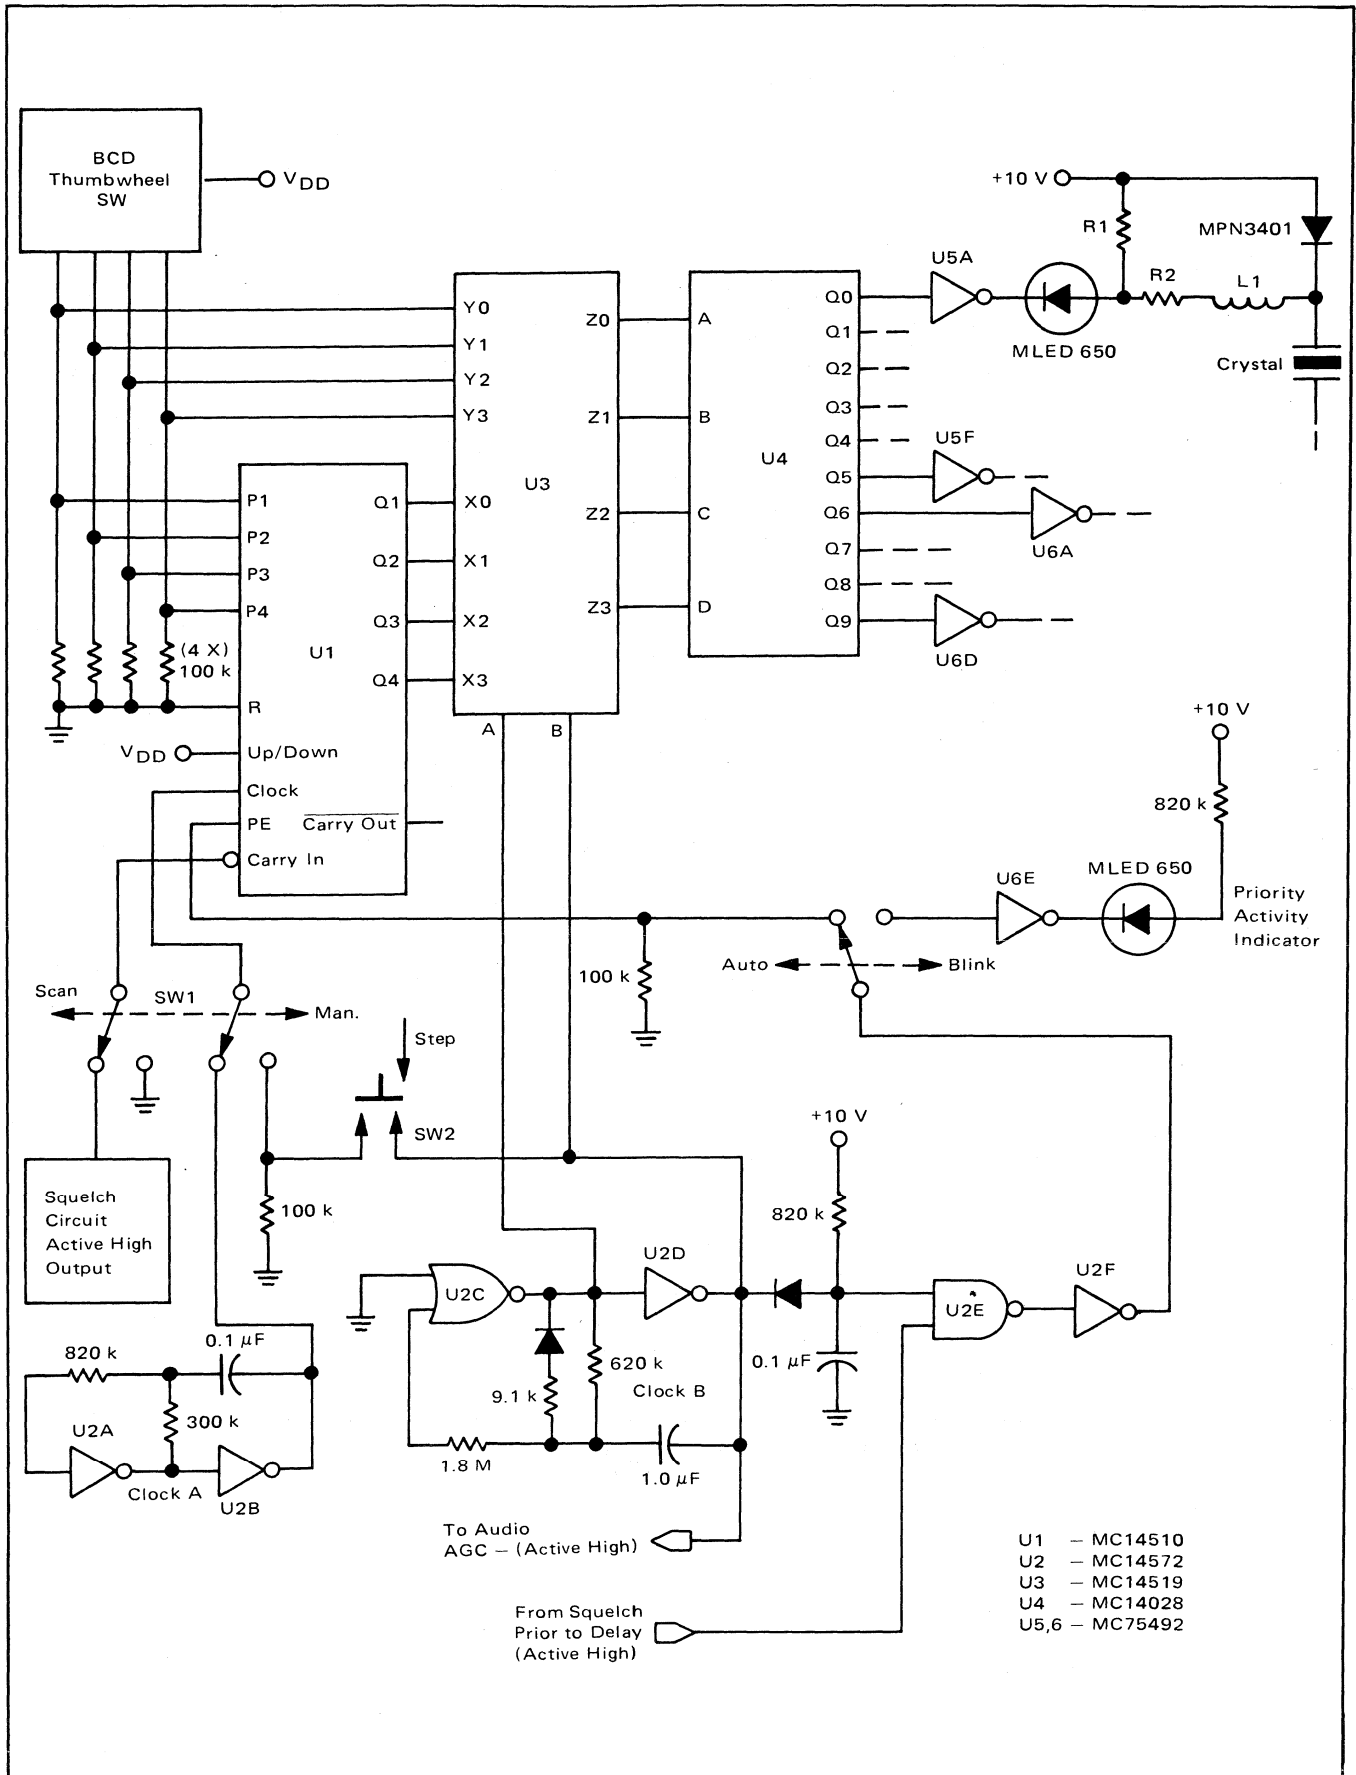 BCD
Thumbwheel
SW
VDD
+10 V
R1
MPN3401
U5A
R2
L1
MLED 650
Crystal
Y0
Y1
Y2
Y3
Z0
Z1
Z2
Z3
U3
X0
X1
X2
X3
A
B
A
B
C
D
U4
Q0
Q1
Q2
Q3
Q4
Q5
Q6
Q7
Q8
Q9
U5F
U6A
U6D
P1
P2
P3
P4
Q1
Q2
Q3
Q4
U1
(4 X)
100 k
R
VDD
Up/Down
Clock
PE
Carry Out
Carry In
+10 V
820 k
U6E
MLED 650
Priority
Activity
Indicator
Auto
Blink
100 k
Scan
SW1
Man.
Step
SW2
+10 V
Squelch
Circuit
Active High
Output
100 k
820 k
U2C
U2D
U2E
U2F
0.1 µF
820 k
300 k
U2A
Clock A
U2B
9.1 k
620 k
Clock B
0.1 µF
1.8 M
1.0 µF
To Audio
AGC – (Active High)
From Squelch
Prior to Delay
(Active High)
U1 – MC14510
U2 – MC14572
U3 – MC14519
U4 – MC14028
U5,6 – MC75492